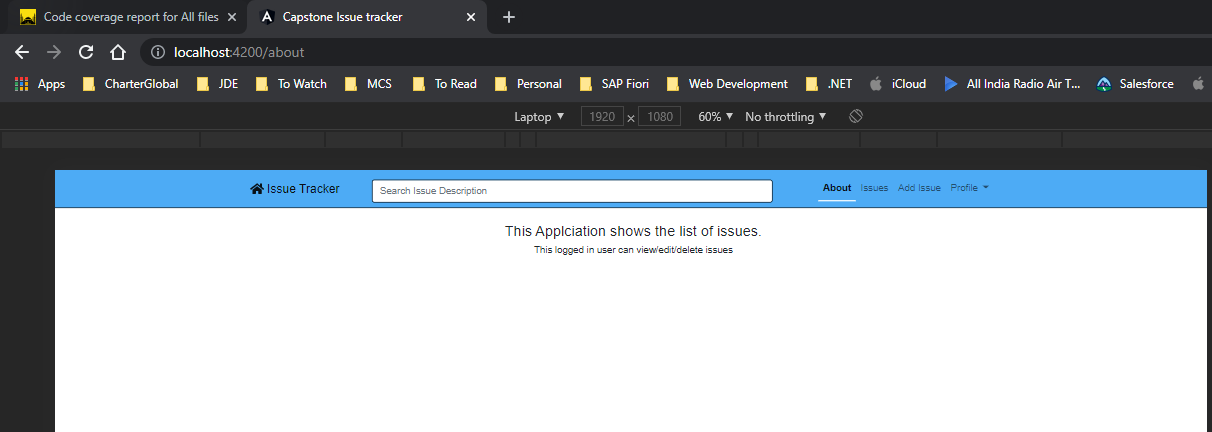 Code coverage report for All files
Capstone Issue tracker
localhost:4200/about
Apps CharterGlobal JDE To Watch MCS To Read Personal SAP Fiori Web Development .NET iCloud All India Radio Air T... Salesforce
Laptop 1920 × 1080 60% No throttling
Issue Tracker Search Issue Description About Issues Add Issue Profile
This Applciation shows the list of issues.
This logged in user can view/edit/delete issues